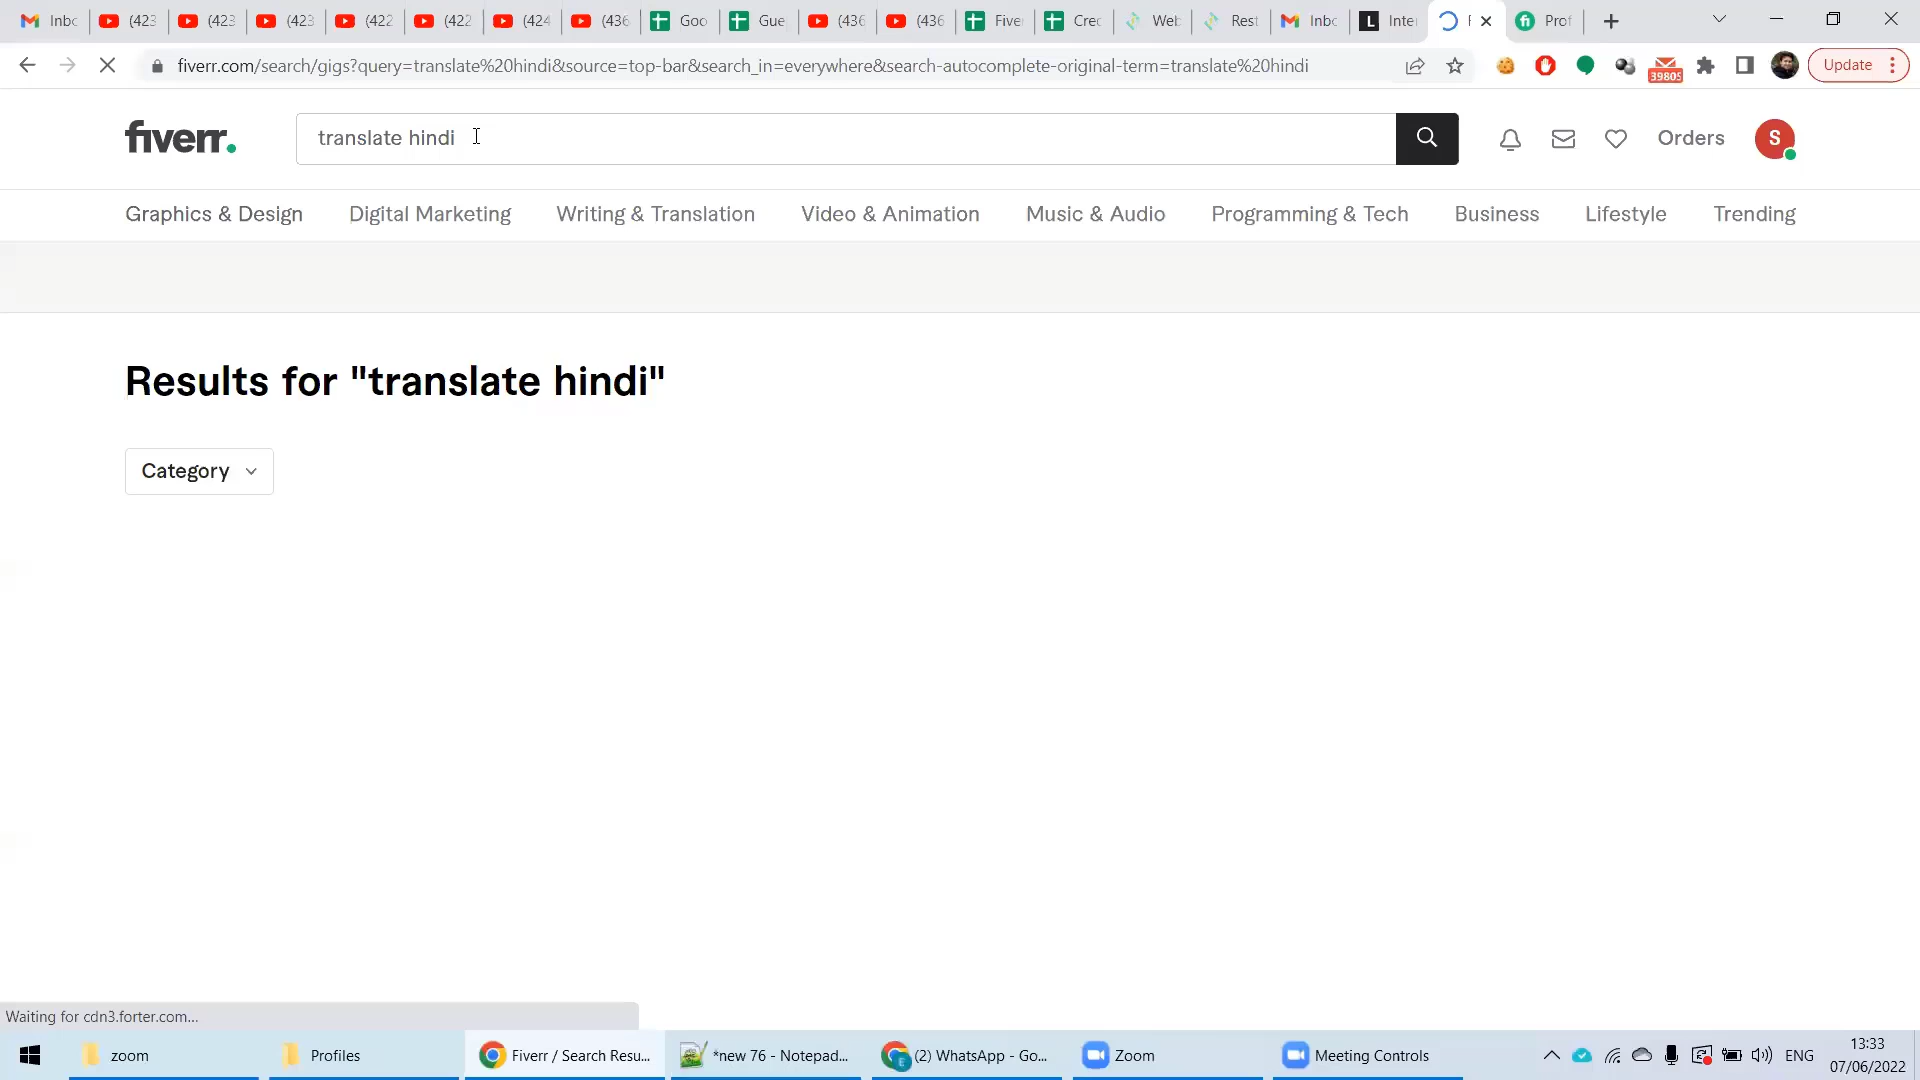 Inbc
(423
(423
(423
(422
(422
(424
(436
Goo
Gue
(436
(436
Five
Crec
Web
Rest
Inbc
Inte
Prof
fiverr.com/search/gigs?query=translate%20hindi&source=top-bar&search_in=everywhere&search-autocomplete-original-term=translate%20hindi
39805
Update
fiverr.
translate hindi
Orders
S
Graphics & Design
Digital Marketing
Writing & Translation
Video & Animation
Music & Audio
Programming & Tech
Business
Lifestyle
Trending
Results for "translate hindi"
Category
Waiting for cdn3.forter.com...
zoom
Profiles
Fiverr / Search Resu...
*new 76 - Notepad...
(2) WhatsApp - Go...
Zoom
Meeting Controls
ENG
13:33
07/06/2022